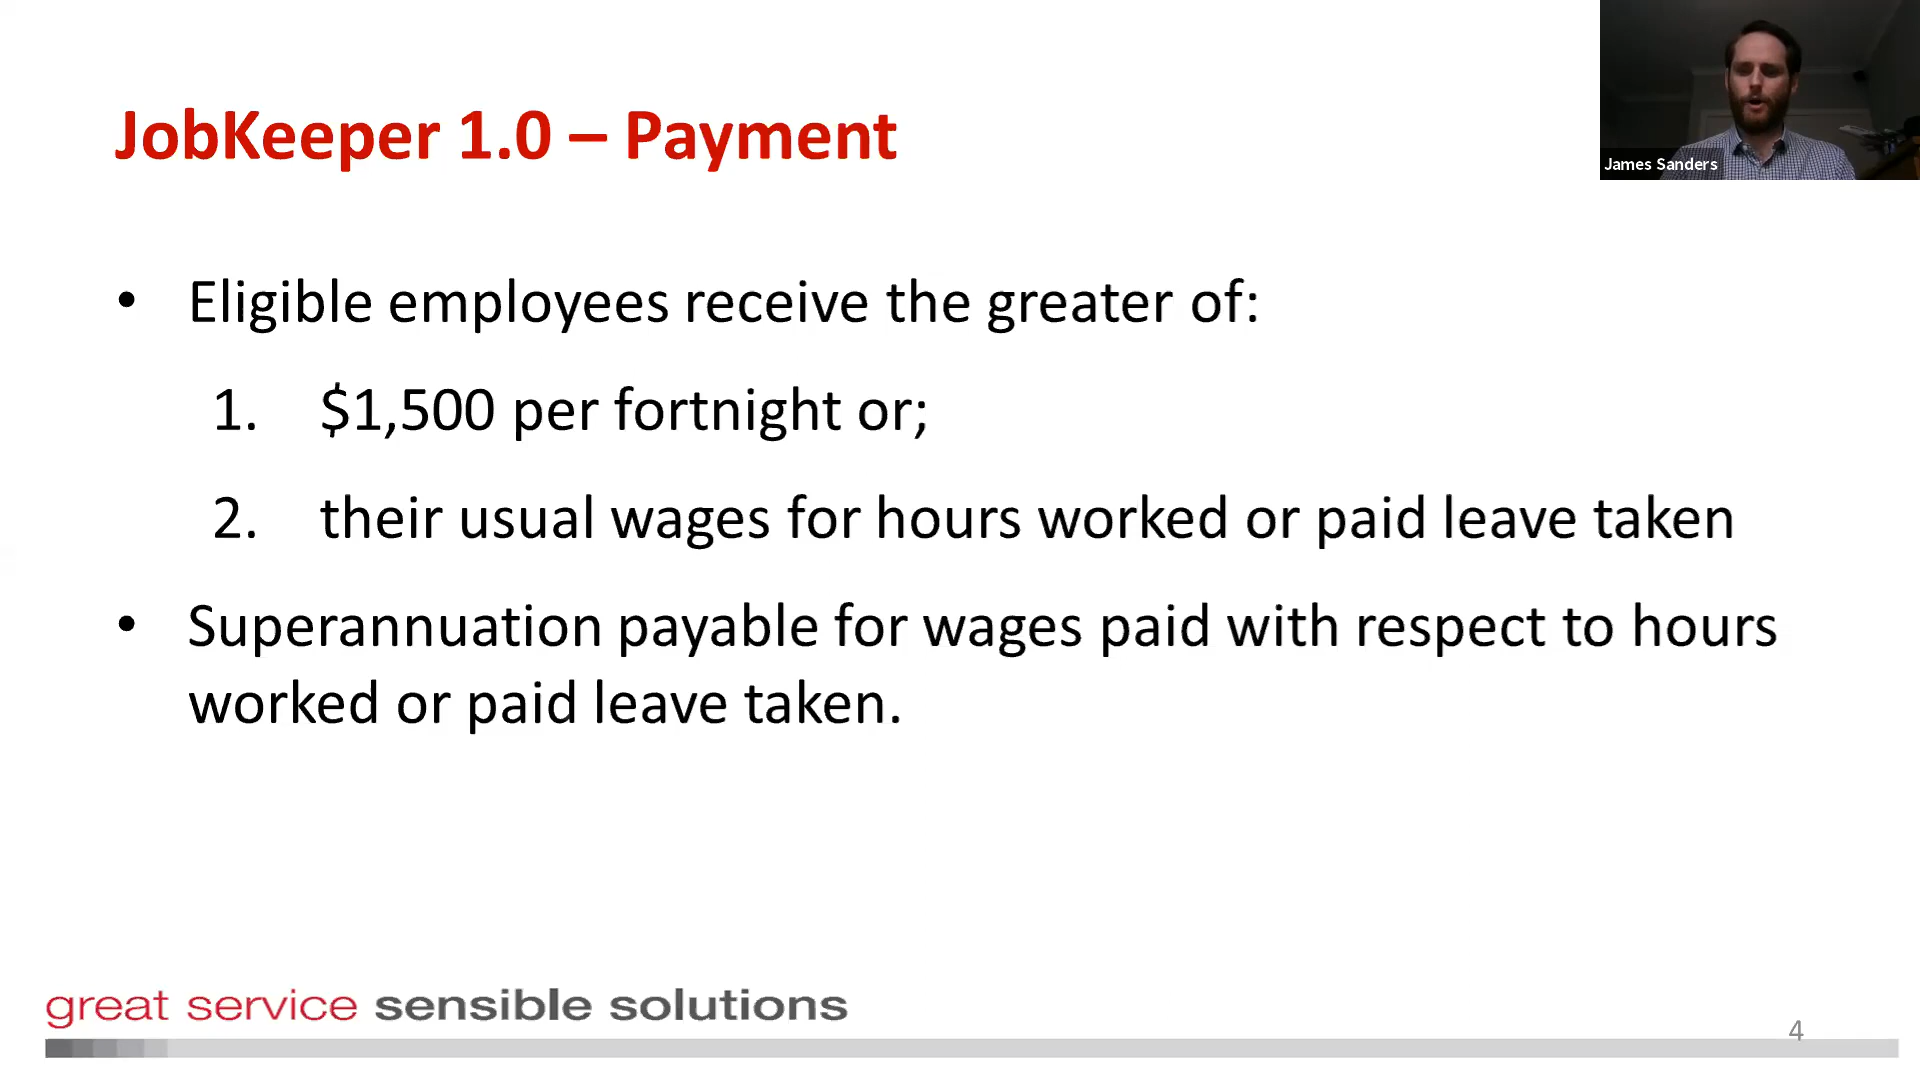 James Sanders
JobKeeper 1.0 – Payment
• Eligible employees receive the greater of:
1. $1,500 per fortnight or;
2. their usual wages for hours worked or paid leave taken
• Superannuation payable for wages paid with respect to hours
worked or paid leave taken.
great service sensible solutions
4